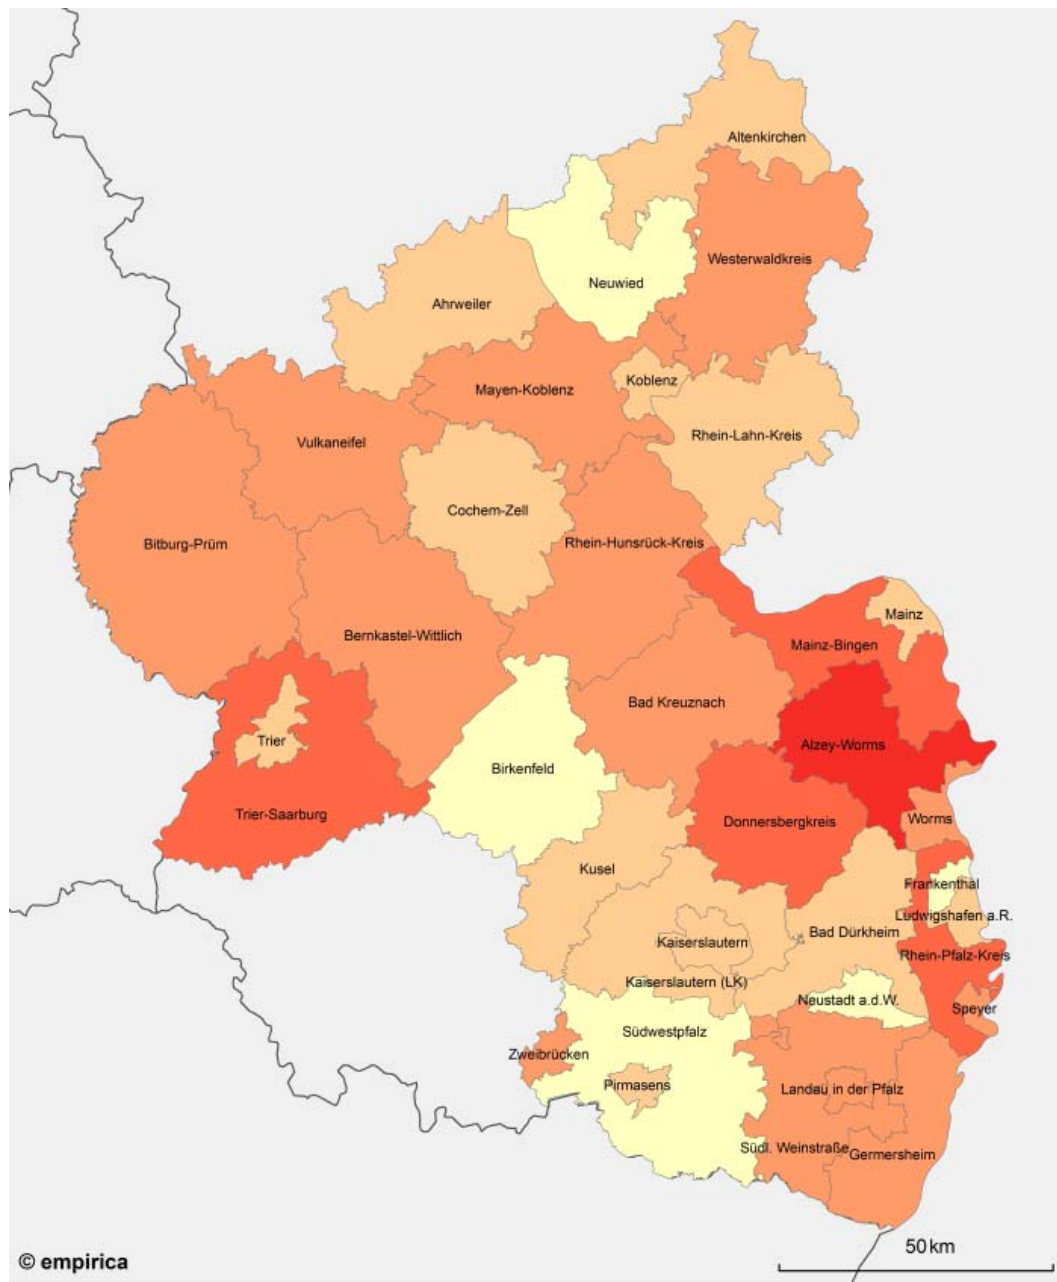 Altenkirchen
Westerwaldkreis
Neuwied
Ahrweiler
Koblenz
Mayen-Koblenz
Rhein-Lahn-Kreis
Vulkaneifel
Cochem-Zell
Rhein-Hunsrück-Kreis
Bitburg-Prüm
Mainz
Bernkastel-Wittlich
Mainz-Bingen
Bad Kreuznach
Trier
Alzey-Worms
Birkenfeld
Trier-Saarburg
Donnersbergkreis
Worms
Kusel
Frankenthal
Ludwigshafen a.R.
Bad Dürkheim
Kaiserslautern
Rhein-Pfalz-Kreis
Kaiserslautern (LK)
Neustadt a.d.W.
Speyer
Südwestpfalz
Zweibrücken
Pirmasens
Landau in der Pfalz
Südl. Weinstraße
Germersheim
50 km
© empirica